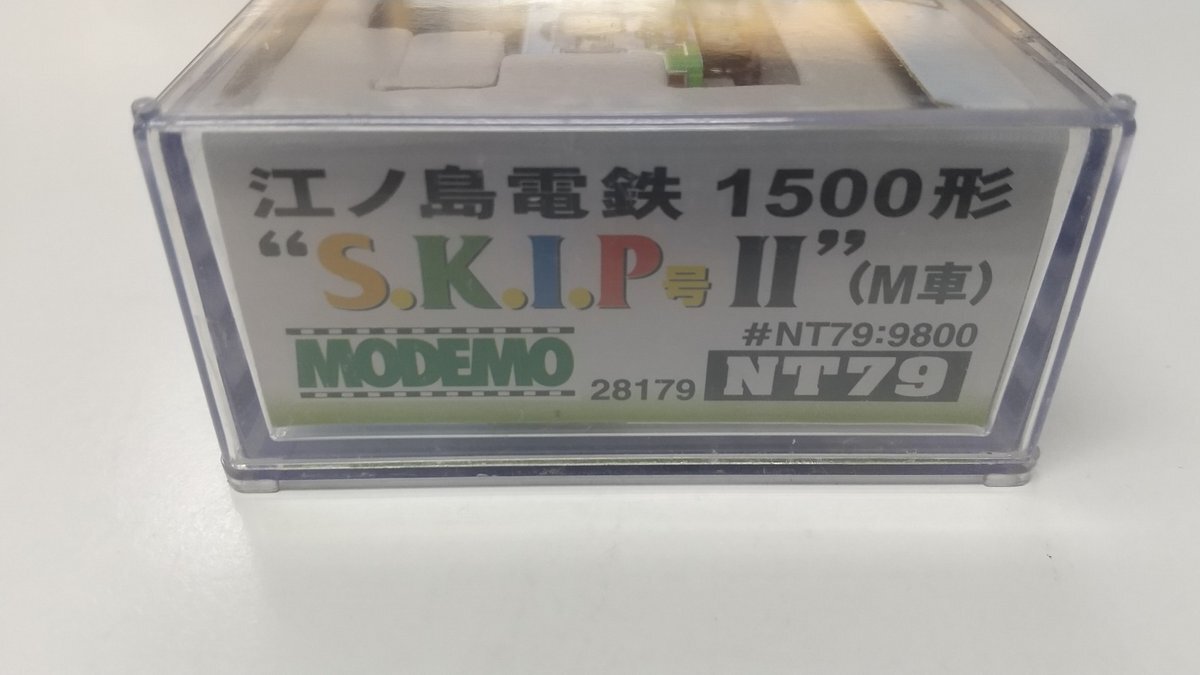 江ノ島電鉄 1500形
“S.K.I.P号 II”(M車)
#NT79:9800
MODEMO 28179 NT79